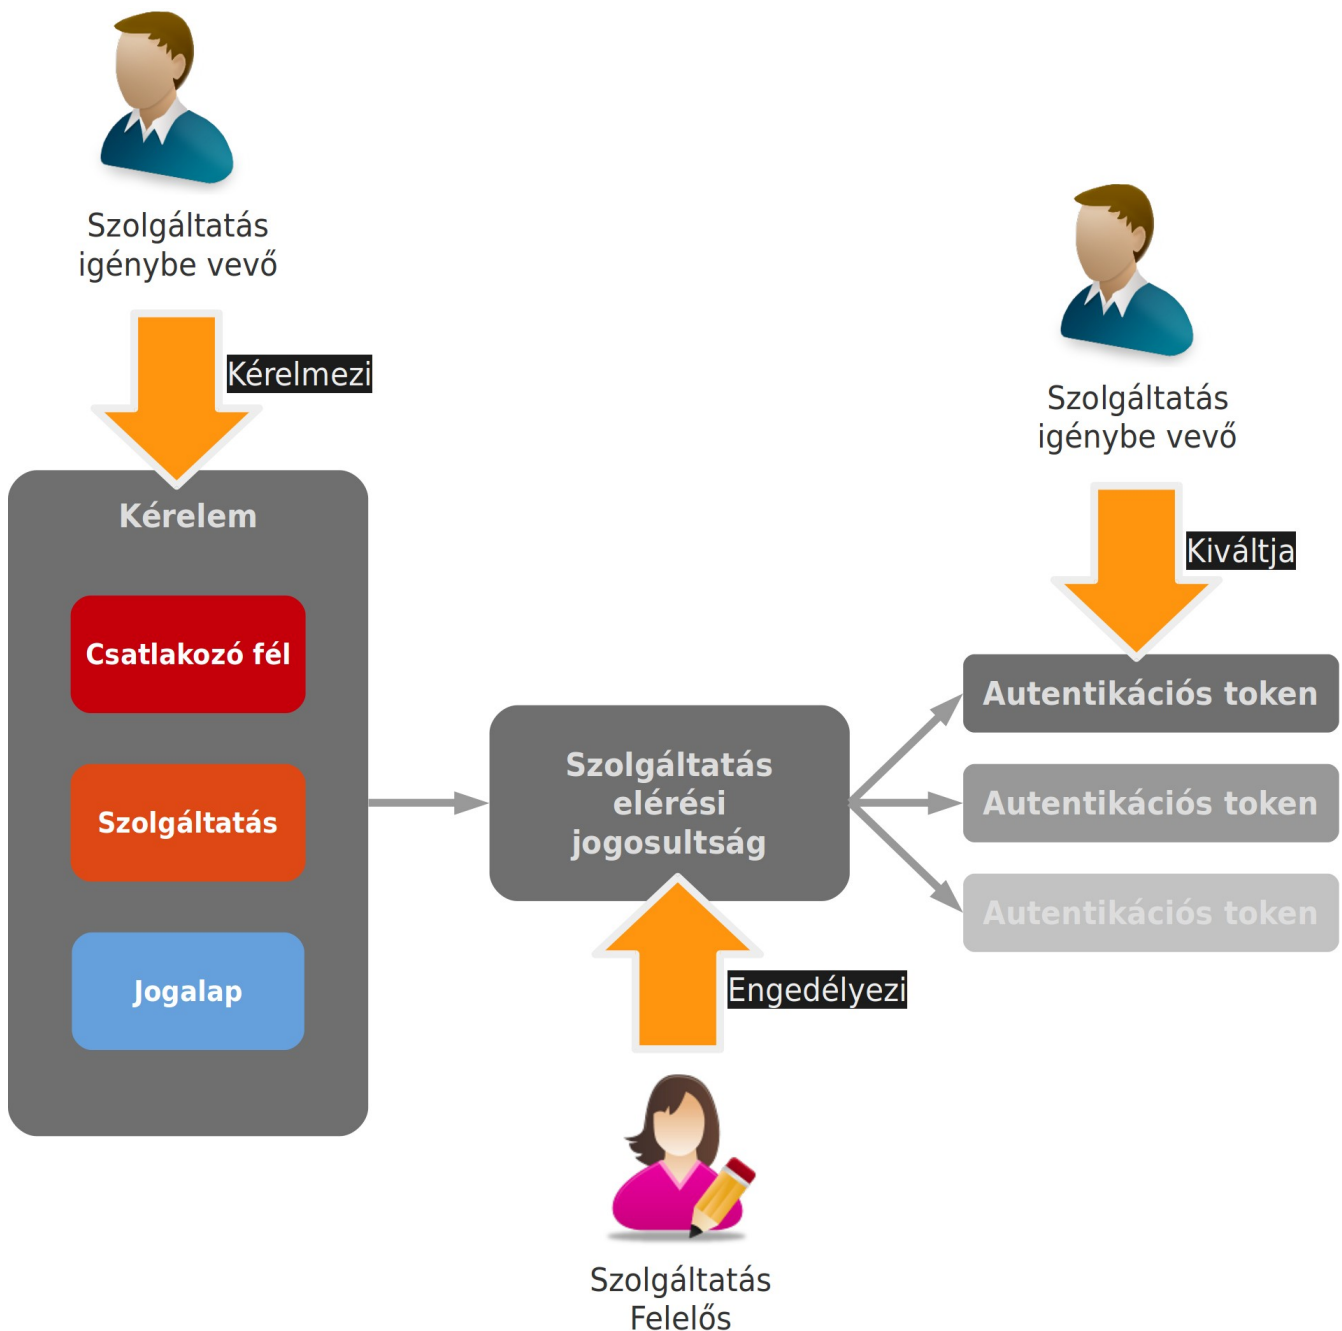 Szolgáltatás
igénybe vevő
Kérelmezi
Kérelem
Csatlakozó fél
Szolgáltatás
Jogalap
Szolgáltatás
elérési
jogosultság
Engedélyezi
Szolgáltatás
Felelős
Szolgáltatás
igénybe vevő
Kiváltja
Autentikációs token
Autentikációs token
Autentikációs token